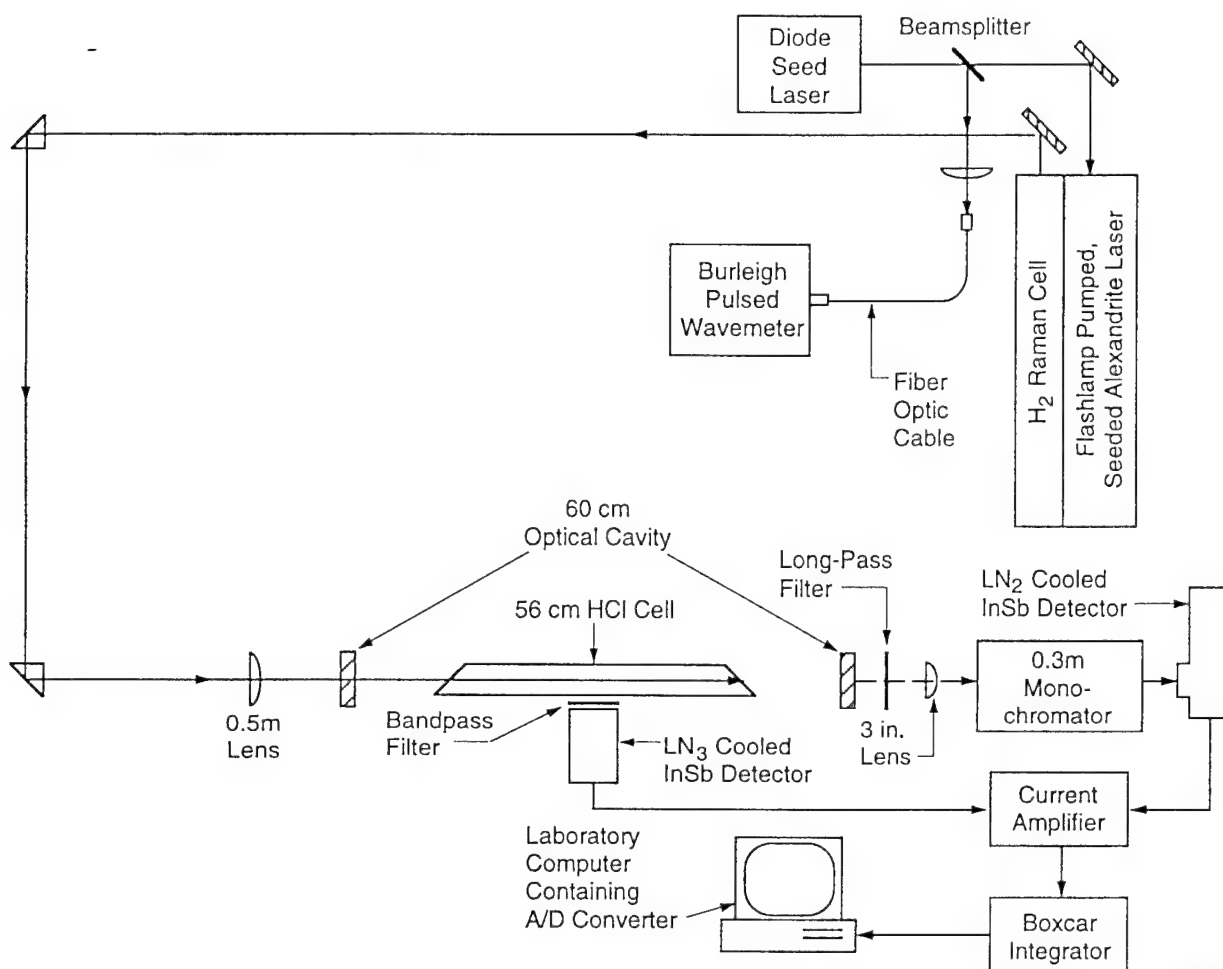 Beamsplitter
Diode
Seed
Laser
Burleigh
Pulsed
Wavemeter
Fiber
Optic
Cable
H2 Raman Cell
Flashlamp Pumped,
Seeded Alexandrite Laser
60 cm
Optical Cavity
Long-Pass
Filter
LN2 Cooled
InSb Detector
56 cm HCl Cell
0.5m
Lens
Bandpass
Filter
LN3 Cooled
InSb Detector
3 in.
Lens
0.3m
Mono-
chromator
Current
Amplifier
Laboratory
Computer
Containing
A/D Converter
Boxcar
Integrator